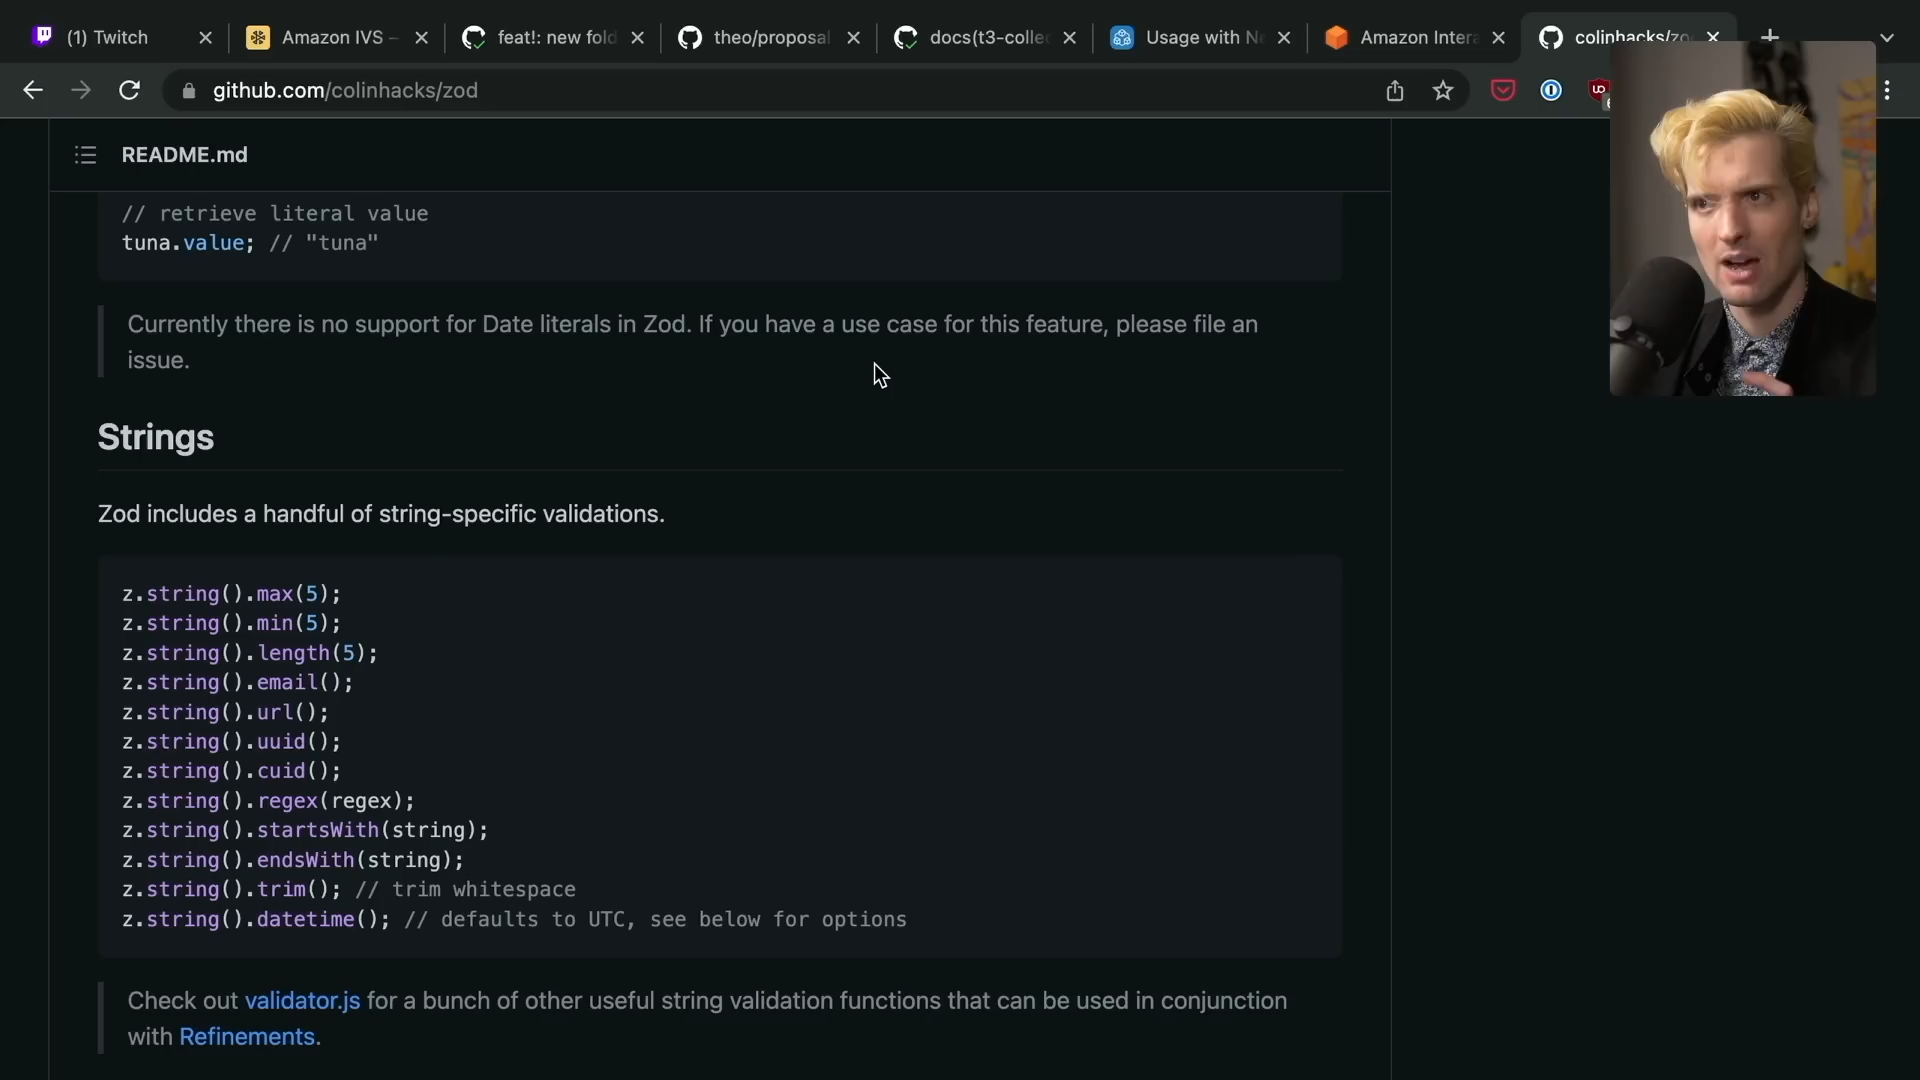 (1) Twitch
Amazon IVS –
feat!: new fold
theo/proposal
docs(t3-colle
Usage with Ne
Amazon Intera
colinhacks/zo
github.com/colinhacks/zod
README.md
// retrieve literal value
tuna.value; // "tuna"
Currently there is no support for Date literals in Zod. If you have a use case for this feature, please file an
issue.
Strings
Zod includes a handful of string-specific validations.
z.string().max(5);
z.string().min(5);
z.string().length(5);
z.string().email();
z.string().url();
z.string().uuid();
z.string().cuid();
z.string().regex(regex);
z.string().startsWith(string);
z.string().endsWith(string);
z.string().trim(); // trim whitespace
z.string().datetime(); // defaults to UTC, see below for options
Check out validator.js for a bunch of other useful string validation functions that can be used in conjunction
with Refinements.